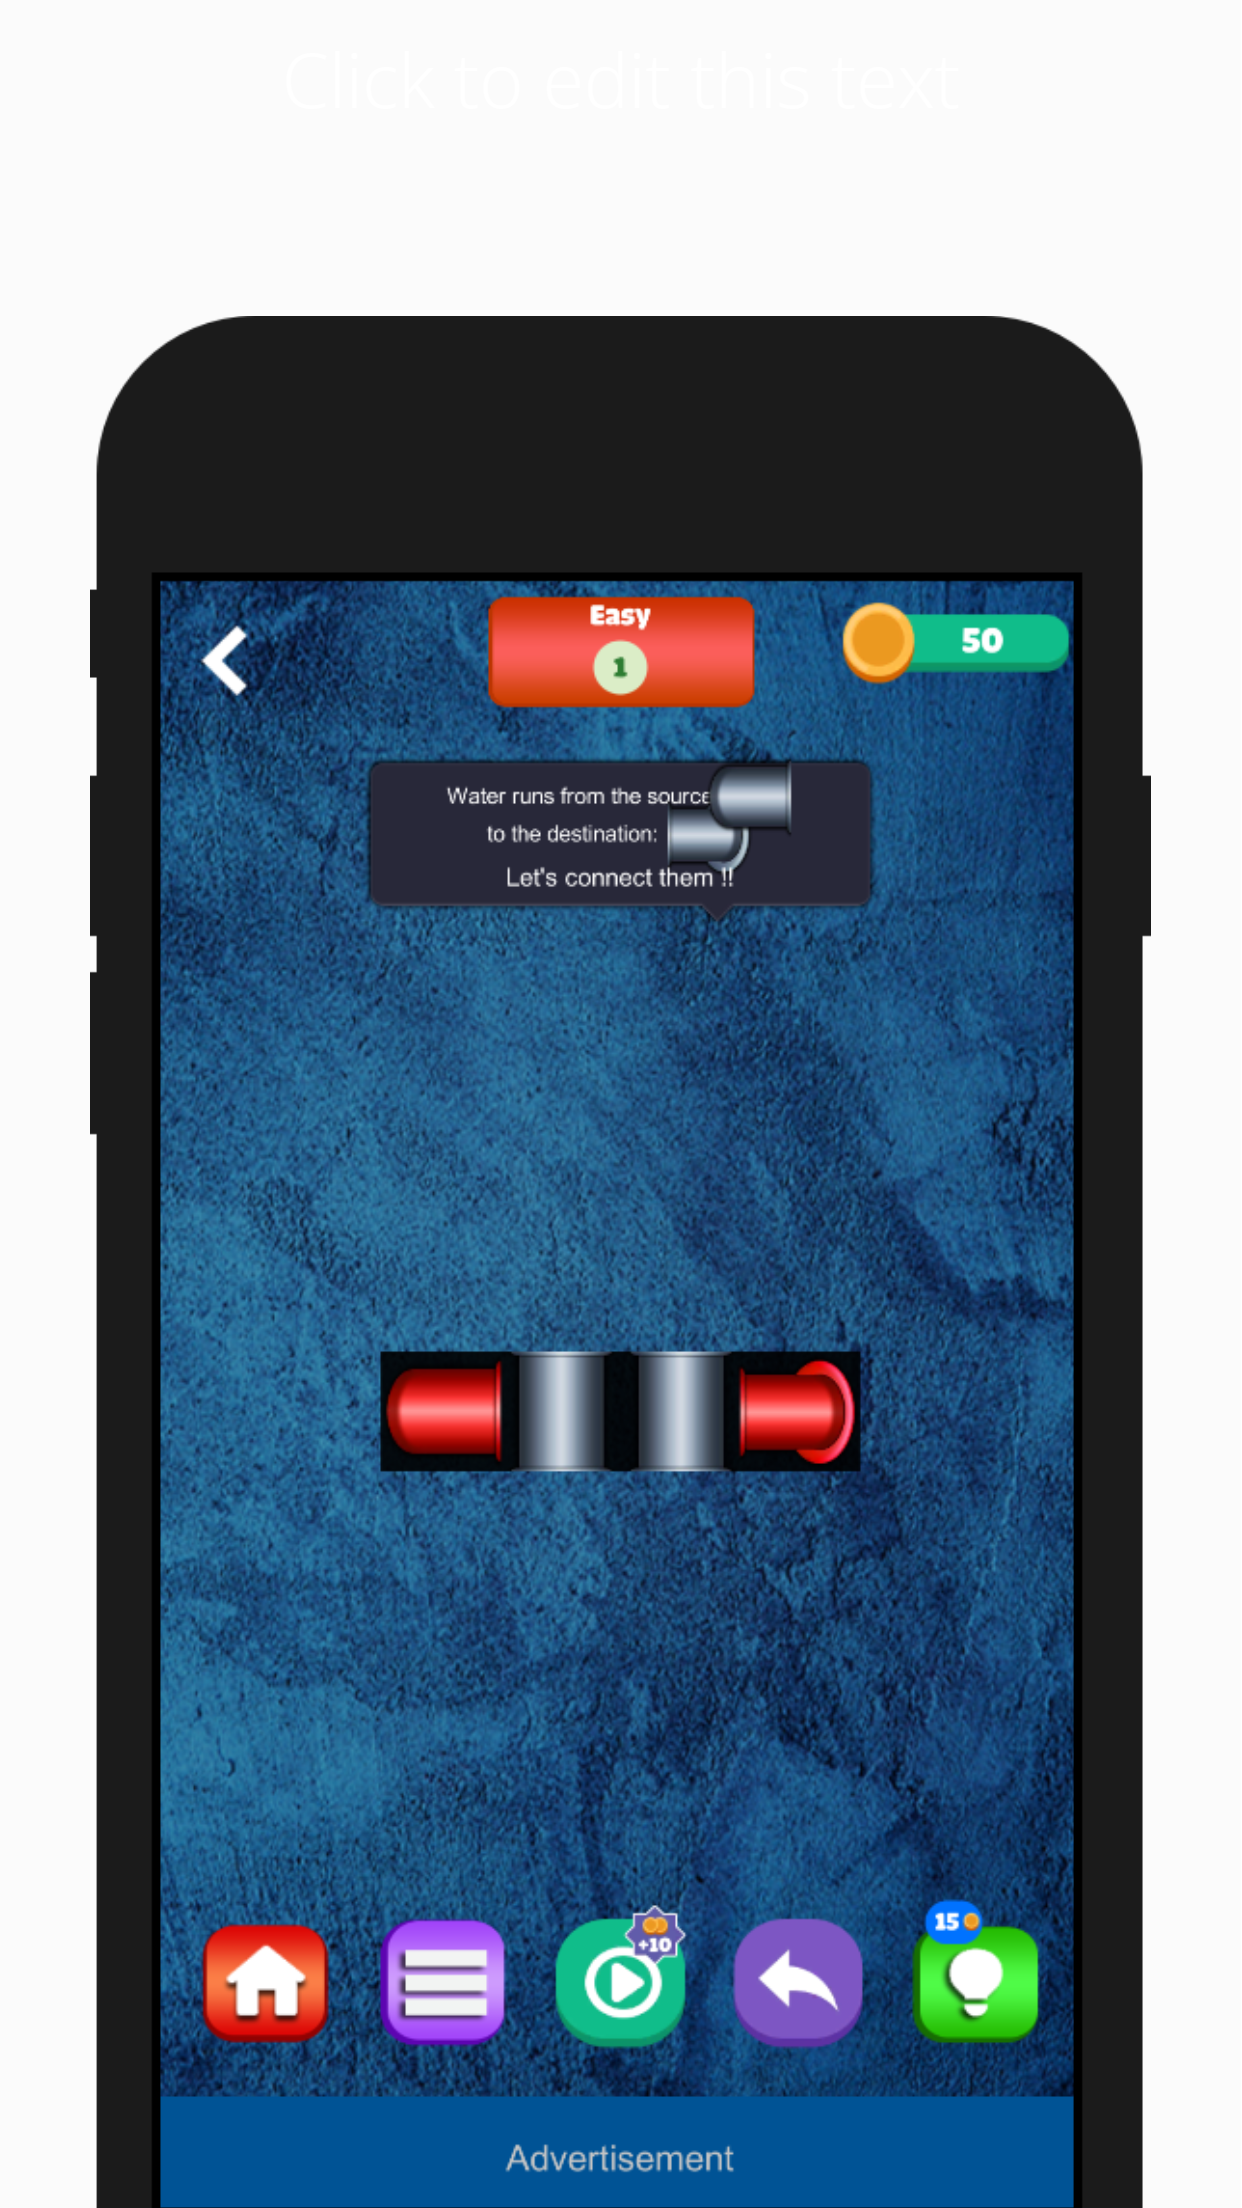 Click to edit this text
Easy
1
50
Water runs from the source
to the destination:
Let's connect them !!
15
+10
Advertisement